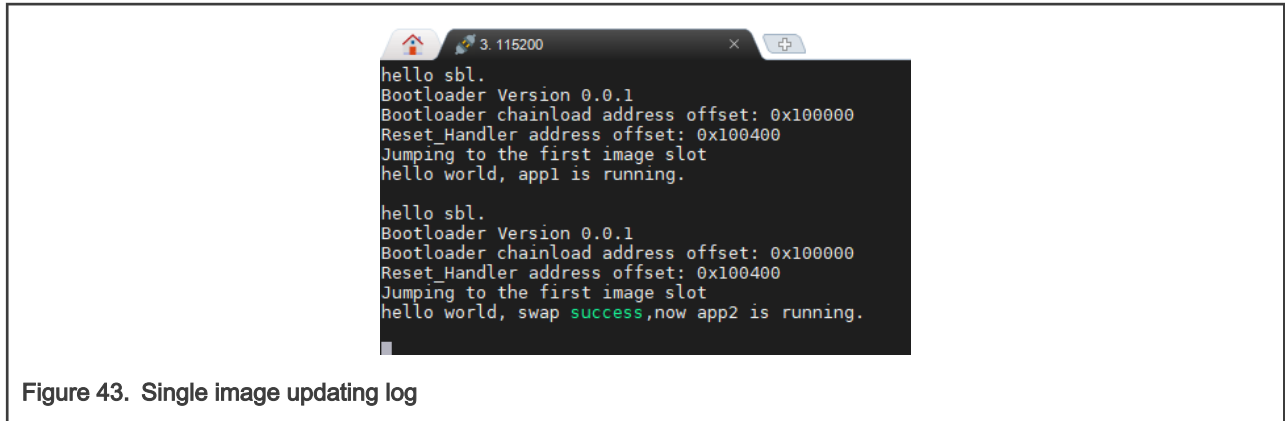 3. 115200
hello sbl.
Bootloader Version 0.0.1
Bootloader chainload address offset: 0x100000
Reset_Handler address offset: 0x100400
Jumping to the first image slot
hello world, app1 is running.
hello sbl.
Bootloader Version 0.0.1
Bootloader chainload address offset: 0x100000
Reset_Handler address offset: 0x100400
Jumping to the first image slot
hello world, swap success,now app2 is running.
Figure 43. Single image updating log